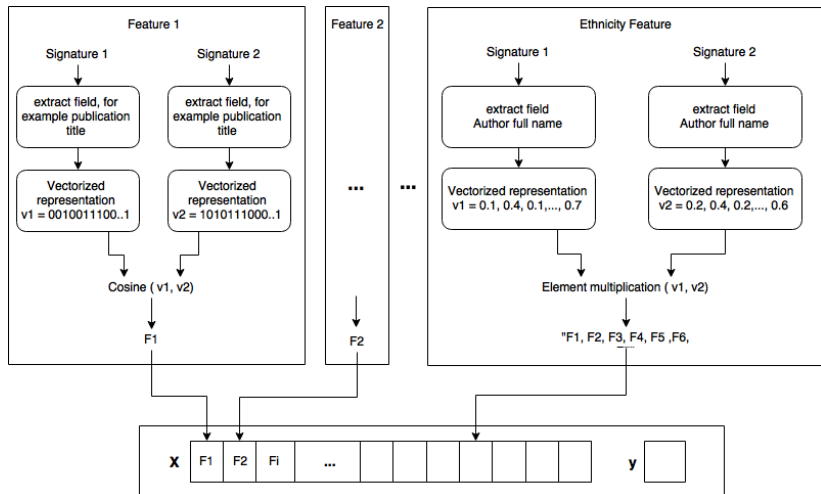 Feature 1
Signature 1
Signature 2
extract field, for
example publication
title
extract field, for
example publication
title
Vectorized
representation
v1 = 0010011100..1
Vectorized
representation
v2 = 1010111000..1
Cosine ( v1, v2)
F1
Feature 2
...
F2
...
Ethnicity Feature
Signature 1
Signature 2
extract field
Author full name
extract field
Author full name
Vectorized representation
v1 = 0.1, 0.4, 0.1,..., 0.7
Vectorized representation
v2 = 0.2, 0.4, 0.2,..., 0.6
Element multiplication ( v1, v2)
"F1, F2, F3, F4, F5 ,F6,
X F1 F2 Fi ... y